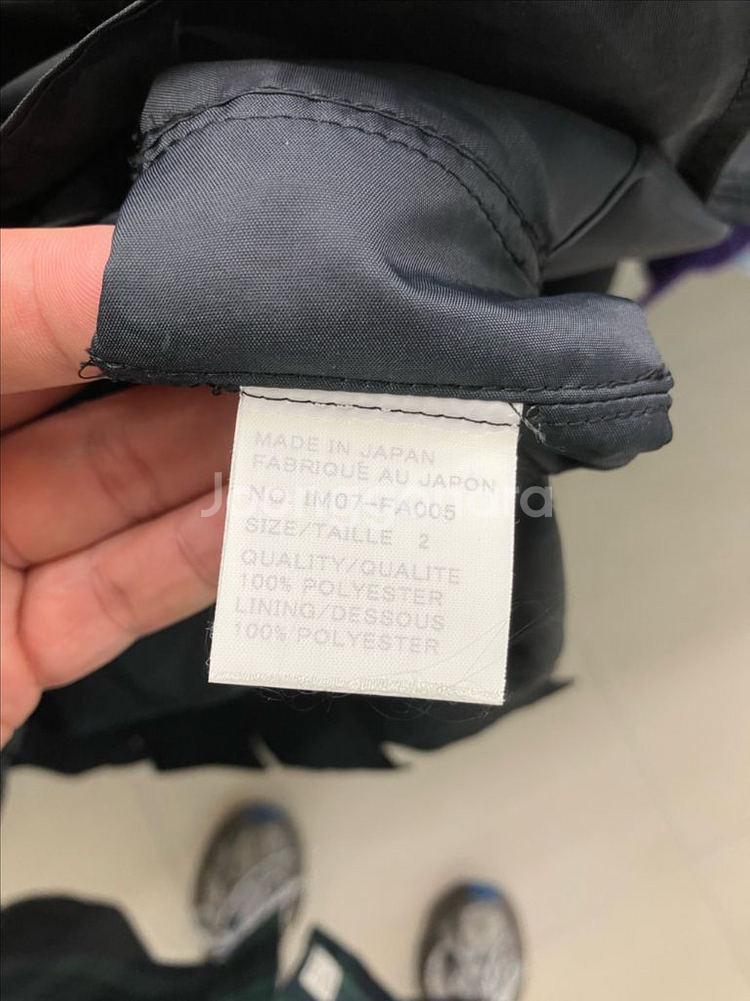 MADE IN JAPAN
FABRIQUE AU JAPON
NO. IM07-FA005
SIZE/TAILLE 2
QUALITY/QUALITE
100% POLYESTER
LINING/DESSOUS
100% POLYESTER